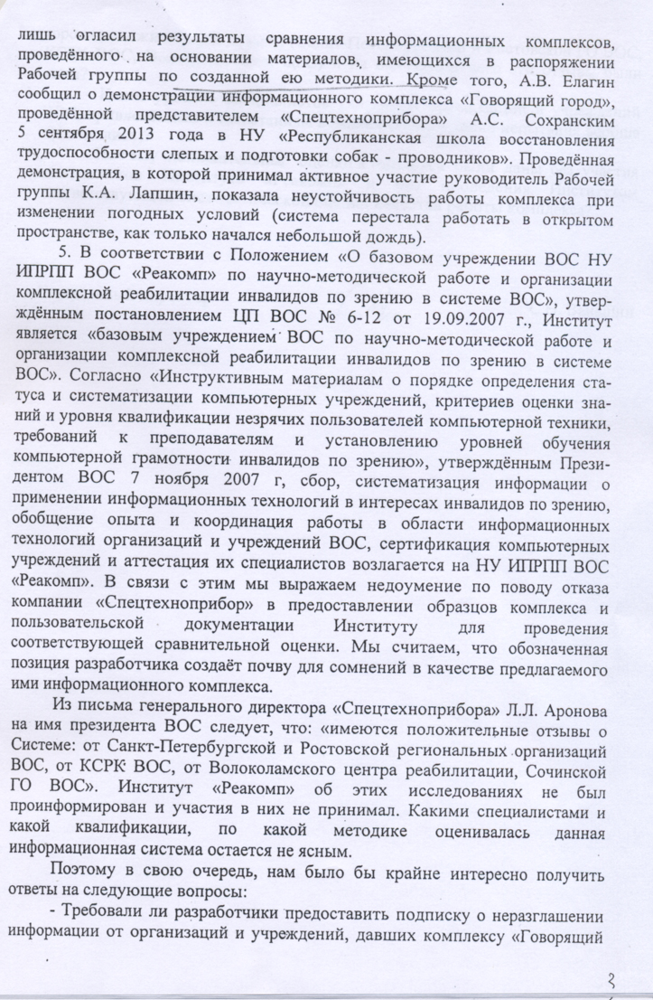 лишь огласил результаты сравнения информационных комплексов,
проведённого на основании материалов, имеющихся в распоряжении
Рабочей группы по созданной ею методики. Кроме того, А.В. Елагин
сообщил о демонстрации информационного комплекса «Говорящий город»,
проведённой представителем «Спецтехноприбора» А.С. Сохранским
5 сентября 2013 года в НУ «Республиканская школа восстановления
трудоспособности слепых и подготовки собак - проводников». Проведённая
демонстрация, в которой принимал активное участие руководитель Рабочей
группы К.А. Лапшин, показала неустойчивость работы комплекса при
изменении погодных условий (система перестала работать в открытом
пространстве, как только начался небольшой дождь).
5. В соответствии с Положением «О базовом учреждении ВОС НУ
ИПРПП ВОС «Реакомп» по научно-методической работе и организации
комплексной реабилитации инвалидов по зрению в системе ВОС», утвер-
ждённым постановлением ЦП ВОС № 6-12 от 19.09.2007 г., Институт
является «базовым учреждением ВОС по научно-методической работе и
организации комплексной реабилитации инвалидов по зрению в системе
ВОС». Согласно «Инструктивным материалам о порядке определения ста-
туса и систематизации компьютерных учреждений, критериев оценки зна-
ний и уровня квалификации незрячих пользователей компьютерной техники,
требований к преподавателям и установлению уровней обучения
компьютерной грамотности инвалидов по зрению», утверждённым Прези-
дентом ВОС 7 ноября 2007 г, сбор, систематизация информации о
применении информационных технологий в интересах инвалидов по зрению,
обобщение опыта и координация работы в области информационных
технологий организаций и учреждений ВОС, сертификация компьютерных
учреждений и аттестация их специалистов возлагается на НУ ИПРПП ВОС
«Реакомп». В связи с этим мы выражаем недоумение по поводу отказа
компании «Спецтехноприбор» в предоставлении образцов комплекса и
пользовательской документации Институту для проведения
соответствующей сравнительной оценки. Мы считаем, что обозначенная
позиция разработчика создаёт почву для сомнений в качестве предлагаемого
ими информационного комплекса.
Из письма генерального директора «Спецтехноприбора» Л.Л. Аронова
на имя президента ВОС следует, что: «имеются положительные отзывы о
Системе: от Санкт-Петербургской и Ростовской региональных организаций
ВОС, от КСРК ВОС, от Волоколамского центра реабилитации, Сочинской
ГО ВОС». Институт «Реакомп» об этих исследованиях не был
проинформирован и участия в них не принимал. Какими специалистами и
какой квалификации, по какой методике оценивалась данная
информационная система остается не ясным.
Поэтому в свою очередь, нам было бы крайне интересно получить
ответы на следующие вопросы:
- Требовали ли разработчики предоставить подписку о неразглашении
информации от организаций и учреждений, давших комплексу «Говорящий